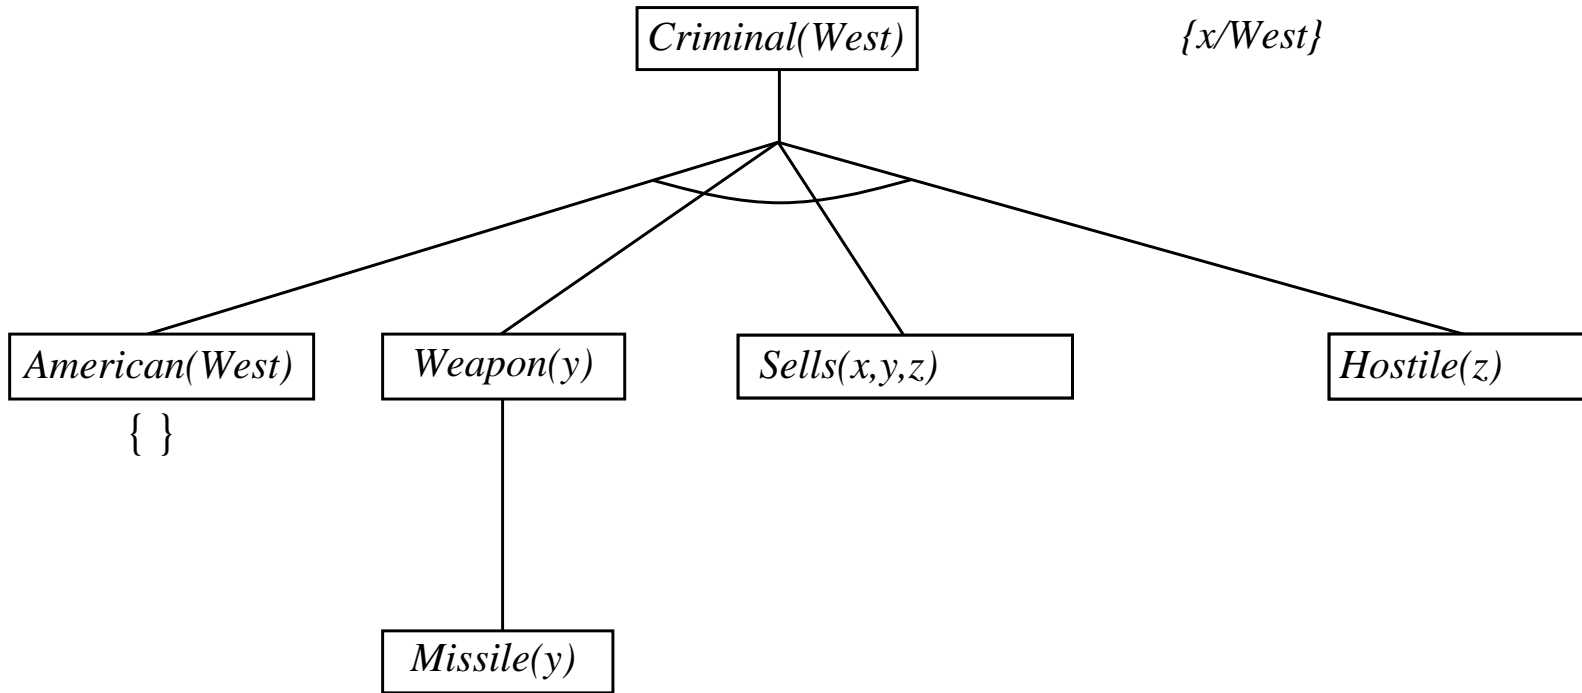 Criminal(West)
{x/West}
American(West)
Weapon(y)
Sells(x,y,z)
Hostile(z)
{ }
Missile(y)